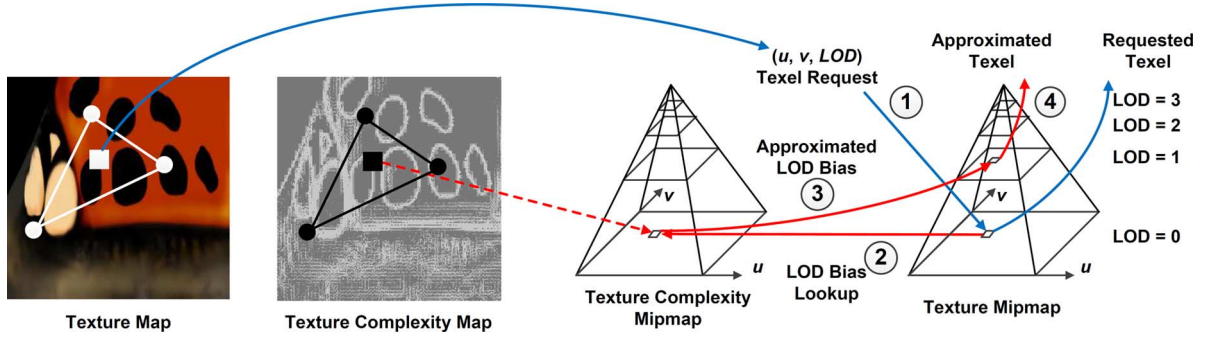 Texture Map
Texture Complexity Map
(u, v, LOD)
Texel Request
1
Approximated
LOD Bias
3
2
LOD Bias
Lookup
v
u
Texture Complexity
Mipmap
Approximated
Texel
4
Requested
Texel
LOD = 3
LOD = 2
LOD = 1
LOD = 0
v
u
Texture Mipmap